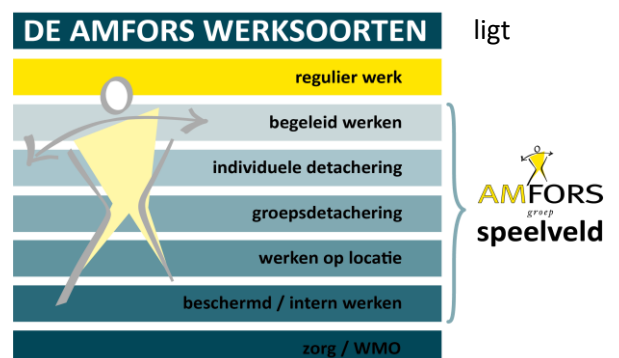 DE AMFORS WERKSOORTEN
ligt
regulier werk
begeleid werken
individuele detachering
groepsdetachering
werken op locatie
beschermd / intern werken
zorg / WMO
AMFORS
groep
speelveld